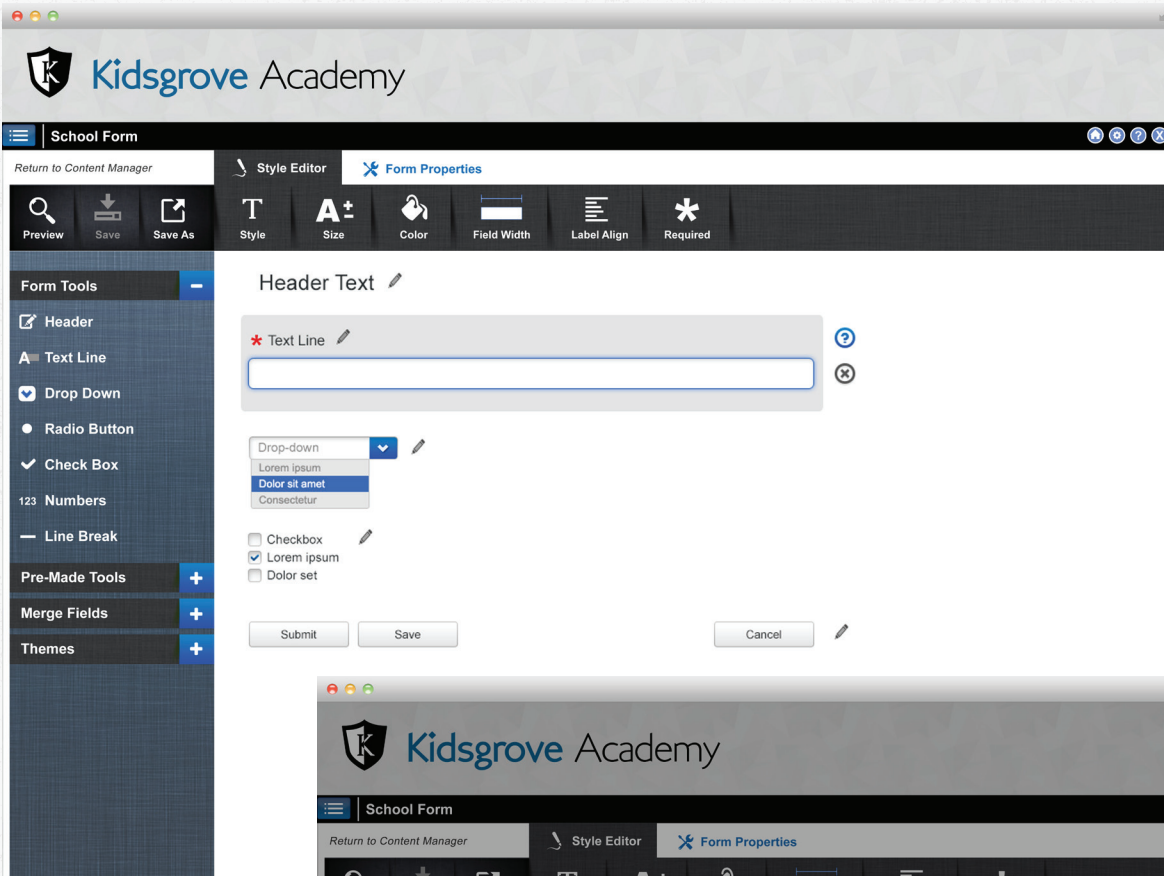 K
Kidsgrove Academy
School Form
?
X
Return to Content Manager
Style Editor
Form Properties
Preview
Save
Save As
T
Style
A±
Size
Color
Field Width
Label Align
*
Required
Form Tools
Header
A Text Line
Drop Down
Radio Button
Check Box
123 Numbers
Line Break
Pre-Made Tools
Merge Fields
Themes
Header Text
* Text Line
?
Drop-down
Lorem ipsum
Dolor sit amet
Consectetur
Checkbox
Lorem ipsum
Dolor set
Submit
Save
Cancel
K
Kidsgrove Academy
School Form
Return to Content Manager
Style Editor
Form Properties